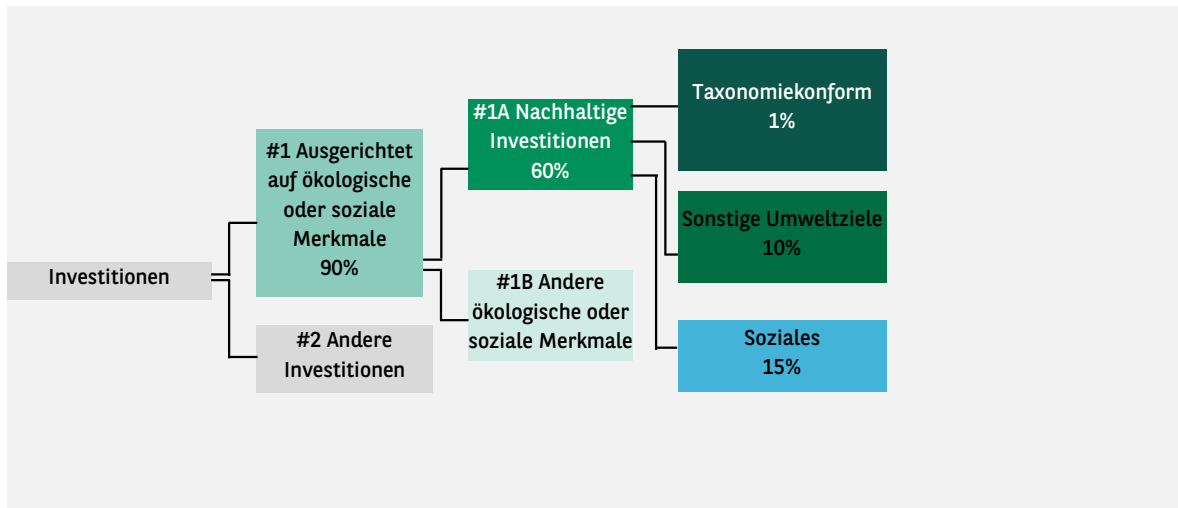 Investitionen
#1 Ausgerichtet
auf ökologische
oder soziale
Merkmale
90%
#2 Andere
Investitionen
#1A Nachhaltige
Investitionen
60%
#1B Andere
ökologische oder
soziale Merkmale
Taxonomiekonform
1%
Sonstige Umweltziele
10%
Soziales
15%